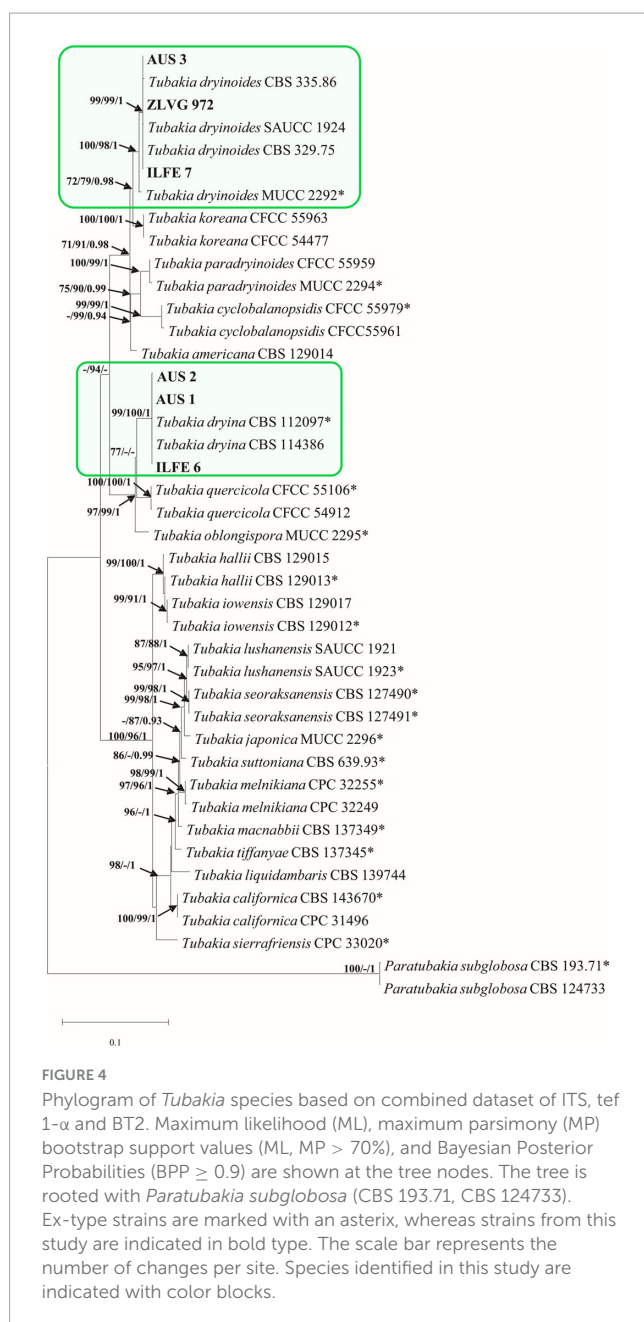 AUS 3
Tubakia dryinoides CBS 335.86
99/99/1
ZLVG 972
Tubakia dryinoides SAUCC 1924
100/98/1
Tubakia dryinoides CBS 329.75
ILFE 7
72/79/0.98
Tubakia dryinoides MUCC 2292*
100/100/1
Tubakia koreana CFCC 55963
Tubakia koreana CFCC 54477
71/91/0.98
100/99/1
Tubakia paradryinoides CFCC 55959
75/90/0.99
Tubakia paradryinoides MUCC 2294*
99/99/1
Tubakia cyclobalanopsidis CFCC 55979*
-/99/0.94
Tubakia cyclobalanopsidis CFCC55961
Tubakia americana CBS 129014
-/94/-
AUS 2
AUS 1
99/100/1
Tubakia dryina CBS 112097*
Tubakia dryina CBS 114386
77/-/-
ILFE 6
100/100/1
Tubakia quercicola CFCC 55106*
97/99/1
Tubakia quercicola CFCC 54912
Tubakia oblongispora MUCC 2295*
99/100/1
Tubakia hallii CBS 129015
Tubakia hallii CBS 129013*
99/91/1
Tubakia iowensis CBS 129017
Tubakia iowensis CBS 129012*
87/88/1
Tubakia lushanensis SAUCC 1921
95/97/1
Tubakia lushanensis SAUCC 1923*
99/98/1
Tubakia seoraksanensis CBS 127490*
99/98/1
Tubakia seoraksanensis CBS 127491*
-/87/0.93
100/96/1
Tubakia japonica MUCC 2296*
86/-/0.99
Tubakia suttoniana CBS 639.93*
98/99/1
Tubakia melnikiana CPC 32255*
97/96/1
Tubakia melnikiana CPC 32249
96/-/1
Tubakia macnabbii CBS 137349*
Tubakia tiffanyae CBS 137345*
98/-/1
Tubakia liquidambaris CBS 139744
Tubakia californica CBS 143670*
100/99/1
Tubakia californica CPC 31496
Tubakia sierrafriensis CPC 33020*
100/-/1
Paratubakia subglobosa CBS 193.71*
Paratubakia subglobosa CBS 124733
0.1
FIGURE 4
Phylogram of Tubakia species based on combined dataset of ITS, tef
1-α and BT2. Maximum likelihood (ML), maximum parsimony (MP)
bootstrap support values (ML, MP > 70%), and Bayesian Posterior
Probabilities (BPP ≥ 0.9) are shown at the tree nodes. The tree is
rooted with Paratubakia subglobosa (CBS 193.71, CBS 124733).
Ex-type strains are marked with an asterix, whereas strains from this
study are indicated in bold type. The scale bar represents the
number of changes per site. Species identified in this study are
indicated with color blocks.